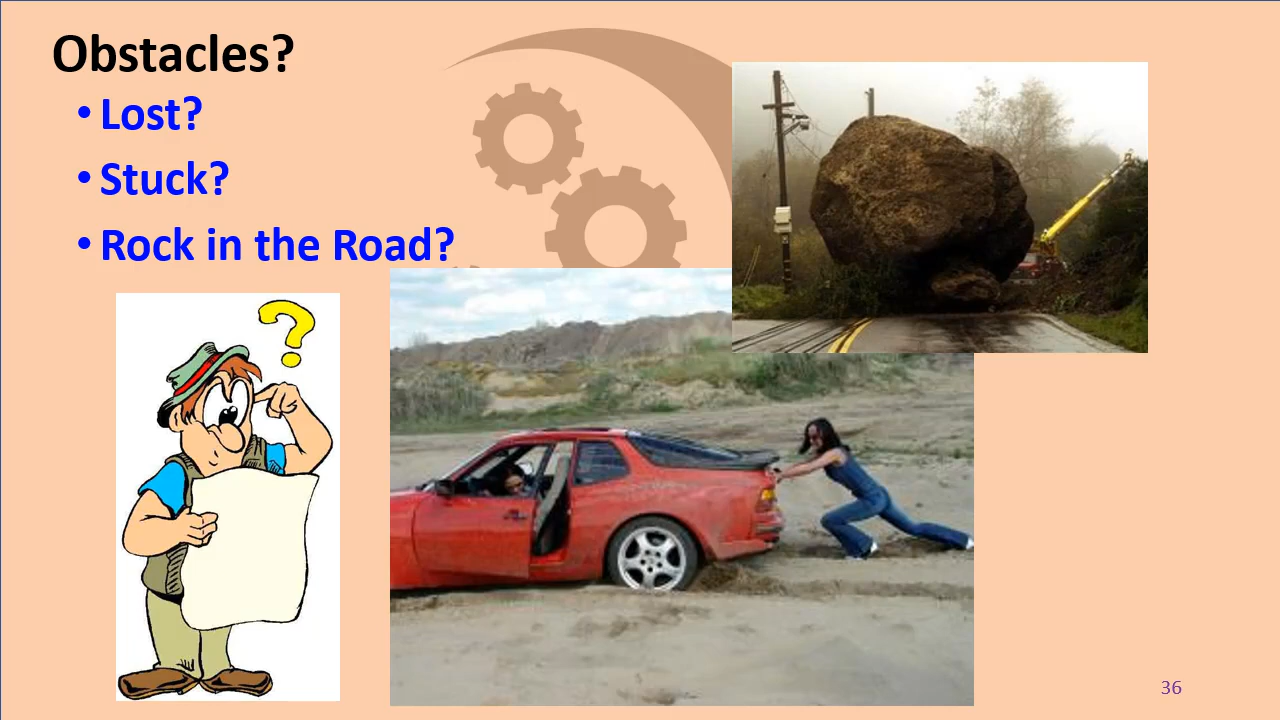 Obstacles?
• Lost?
• Stuck?
• Rock in the Road?
?
36